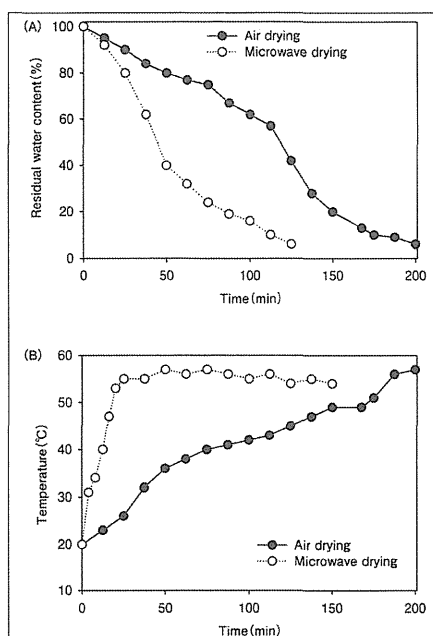 (A)
Air drying
Microwave drying
Residual water content(%)
100
80
60
40
20
0
0 50 100 150 200
Time(min)
(B)
60
50
40
30
20
10
Temperature(°C)
Air drying
Microwave drying
0 50 100 150 200
Time(min)